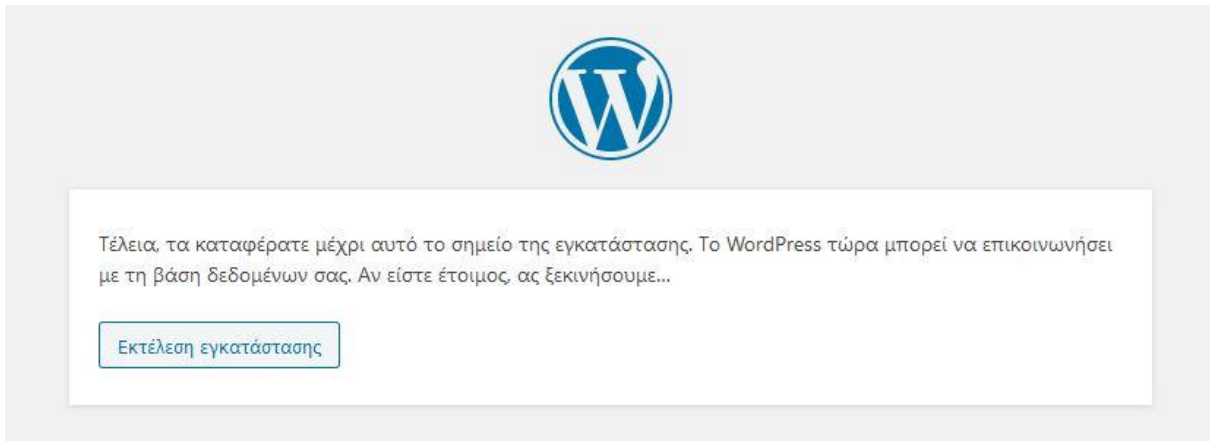 Τέλεια, τα καταφέρατε μέχρι αυτό το σημείο της εγκατάστασης. Το WordPress τώρα μπορεί να επικοινωνήσει
με τη βάση δεδομένων σας. Αν είστε έτοιμος, ας ξεκινήσουμε...
Εκτέλεση εγκατάστασης